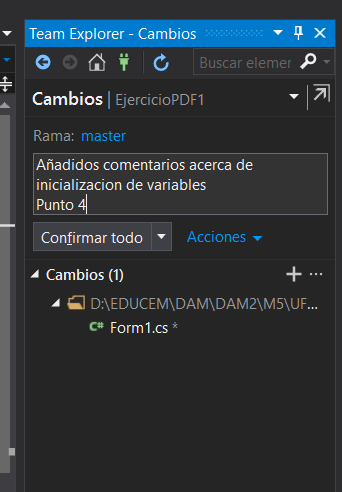 Team Explorer - Cambios
Buscar elemer
Cambios | EjercicioPDF1
Rama: master
Añadidos comentarios acerca de
inicializacion de variables
Punto 4
Confirmar todo
Acciones
Cambios (1)
D:\EDUCEM\DAM\DAM2\M5\UF...
C# Form1.cs *